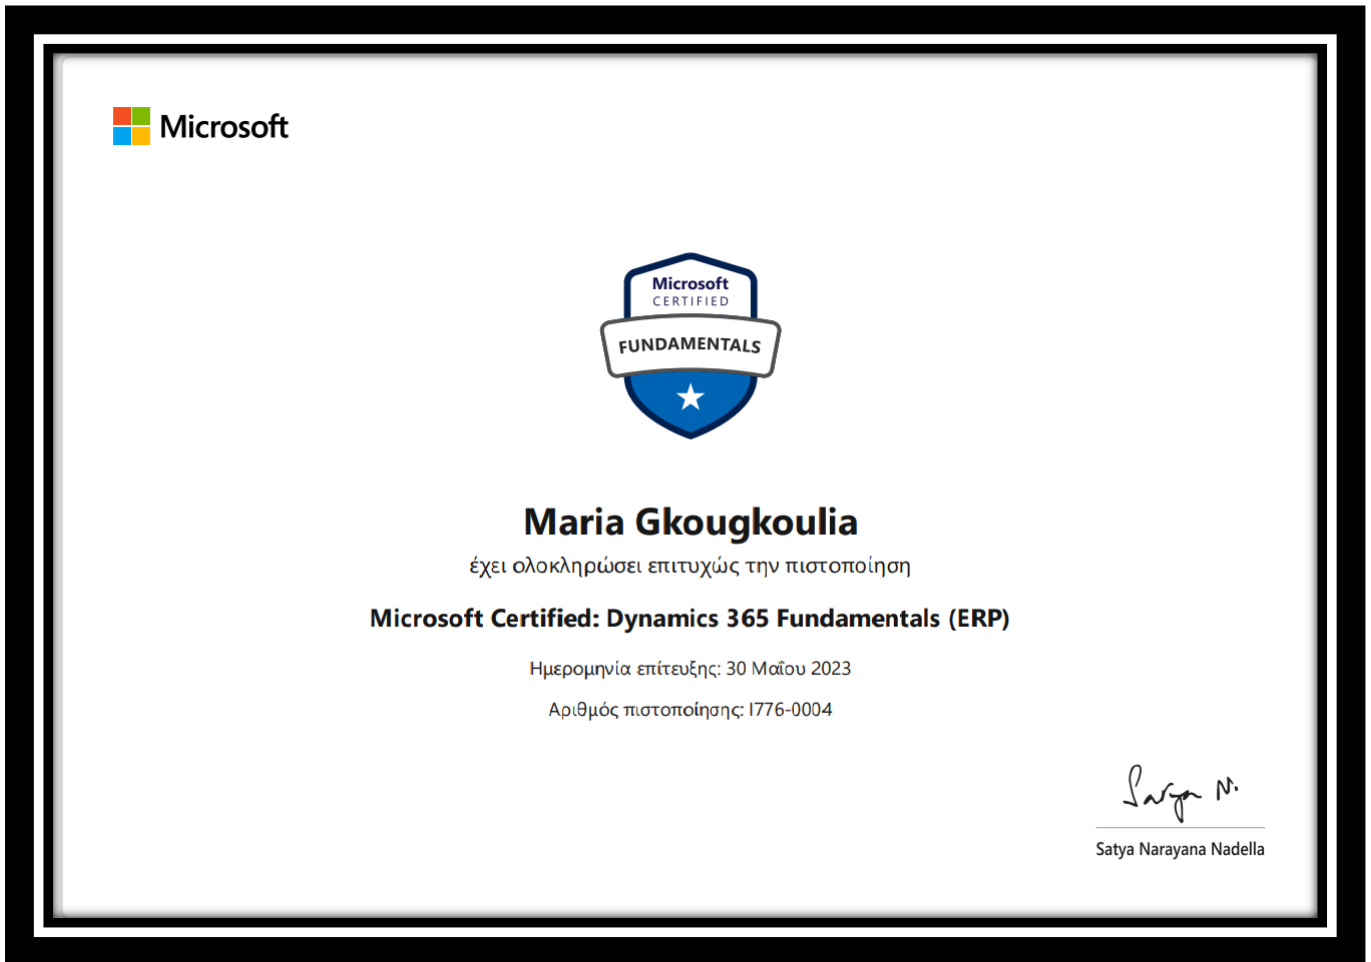 Microsoft
Microsoft
CERTIFIED
FUNDAMENTALS
Maria Gkougkoulia
έχει ολοκληρώσει επιτυχώς την πιστοποίηση
Microsoft Certified: Dynamics 365 Fundamentals (ERP)
Ημερομηνία επίτευξης: 30 Μαΐου 2023
Αριθμός πιστοποίησης: I776-0004
Satya N.
Satya Narayana Nadella